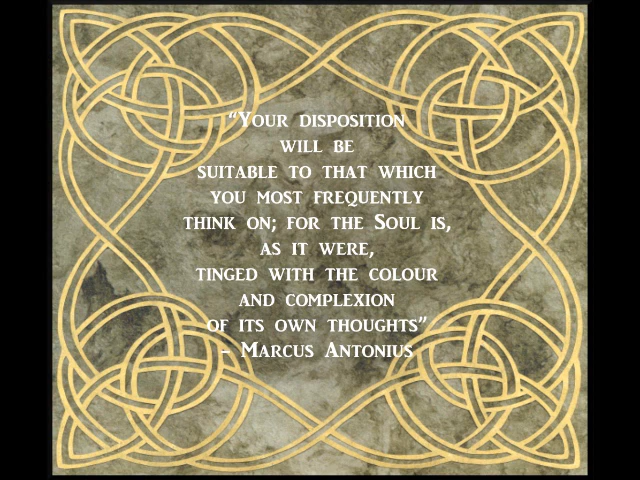 “Your disposition
will be
suitable to that which
you most frequently
think on; for the Soul is,
as it were,
tinged with the colour
and complexion
of its own thoughts”
- Marcus Antonius